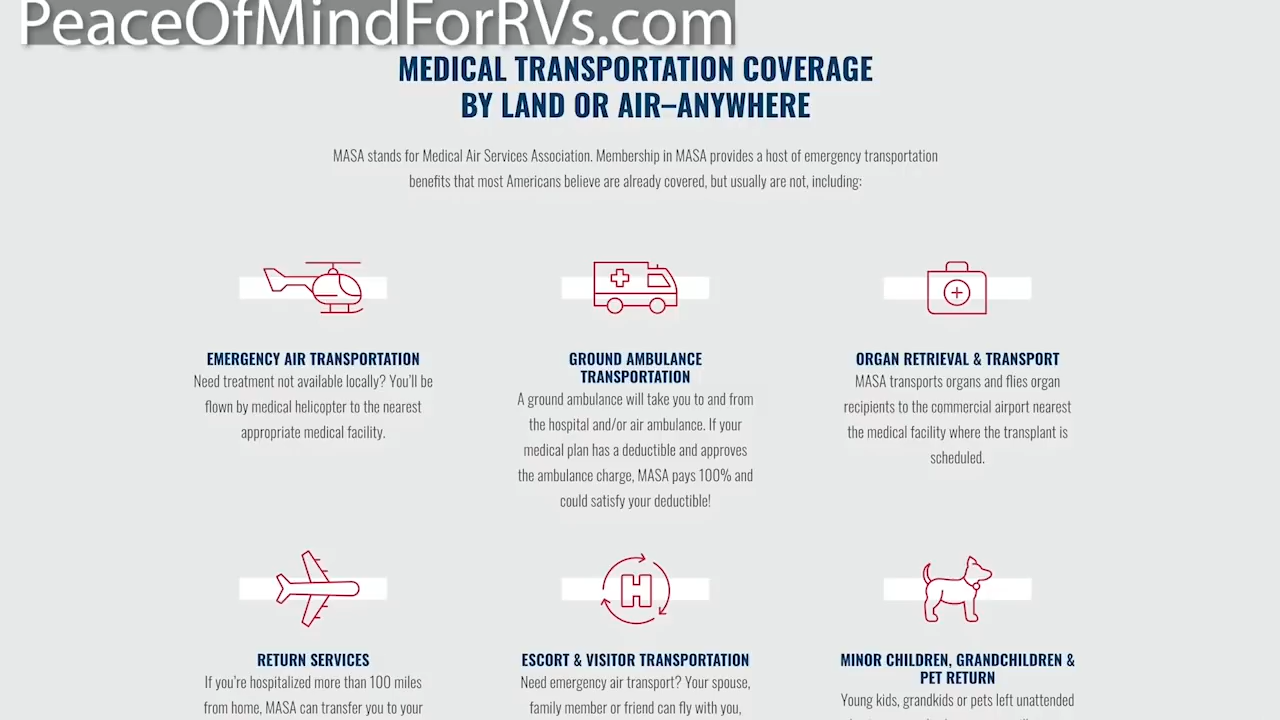 PeaceOfMindForRVs.com
MEDICAL TRANSPORTATION COVERAGE
BY LAND OR AIR–ANYWHERE
MASA stands for Medical Air Services Association. Membership in MASA provides a host of emergency transportation
benefits that most Americans believe are already covered, but usually are not, including:
EMERGENCY AIR TRANSPORTATION
Need treatment not available locally? You'll be
flown by medical helicopter to the nearest
appropriate medical facility.
GROUND AMBULANCE
TRANSPORTATION
A ground ambulance will take you to and from
the hospital and/or air ambulance. If your
medical plan has a deductible and approves
the ambulance charge, MASA pays 100% and
could satisfy your deductible!
ORGAN RETRIEVAL & TRANSPORT
MASA transports organs and flies organ
recipients to the commercial airport nearest
the medical facility where the transplant is
scheduled.
H
RETURN SERVICES
If you're hospitalized more than 100 miles
from home, MASA can transfer you to your
ESCORT & VISITOR TRANSPORTATION
Need emergency air transport? Your spouse,
family member or friend can fly with you,
MINOR CHILDREN, GRANDCHILDREN &
PET RETURN
Young kids, grandkids or pets left unattended